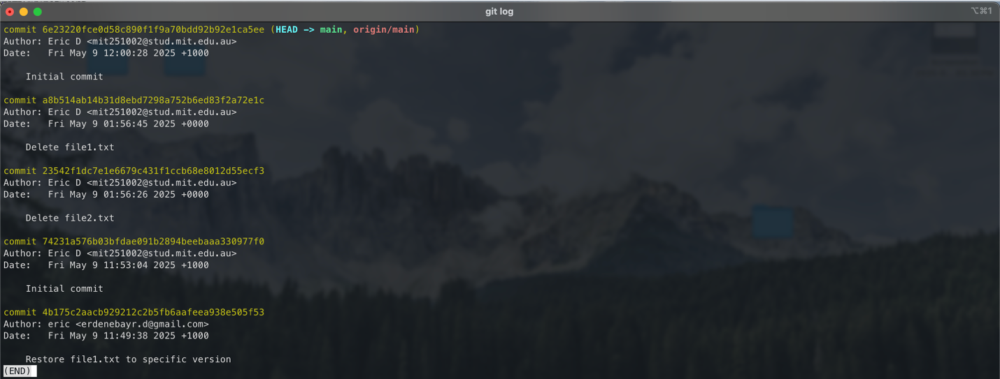 git log
⌥⌘1
commit 6e23220fce0d58c890f1f9a70bdd92b92e1ca5ee (HEAD -> main, origin/main)
Author: Eric D <mit251002@stud.mit.edu.au>
Date:   Fri May 9 12:00:28 2025 +1000
Initial commit
commit a8b514ab14b31d8ebd7298a752b6ed83f2a72e1c
Author: Eric D <mit251002@stud.mit.edu.au>
Date:   Fri May 9 01:56:45 2025 +0000
Delete file1.txt
commit 23542f1dc7e1e6679c431f1ccb68e8012d55ecf3
Author: Eric D <mit251002@stud.mit.edu.au>
Date:   Fri May 9 01:56:26 2025 +0000
Delete file2.txt
commit 74231a576b03bfdae091b2894beebaaa330977f0
Author: Eric D <mit251002@stud.mit.edu.au>
Date:   Fri May 9 11:53:04 2025 +1000
Initial commit
commit 4b175c2aacb929212c2b5fb6aafeea938e505f53
Author: eric <erdenebayr.d@gmail.com>
Date:   Fri May 9 11:49:38 2025 +1000
Restore file1.txt to specific version
(END)